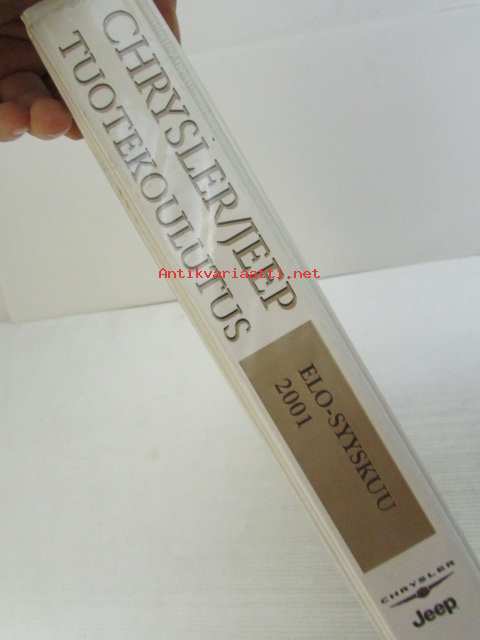 CHRYSLER/JEEP
TUOTEKOULUTUS
ELO-SYYSKUU
2001
CHRYSLER
Jeep
Antikvariaatti.net